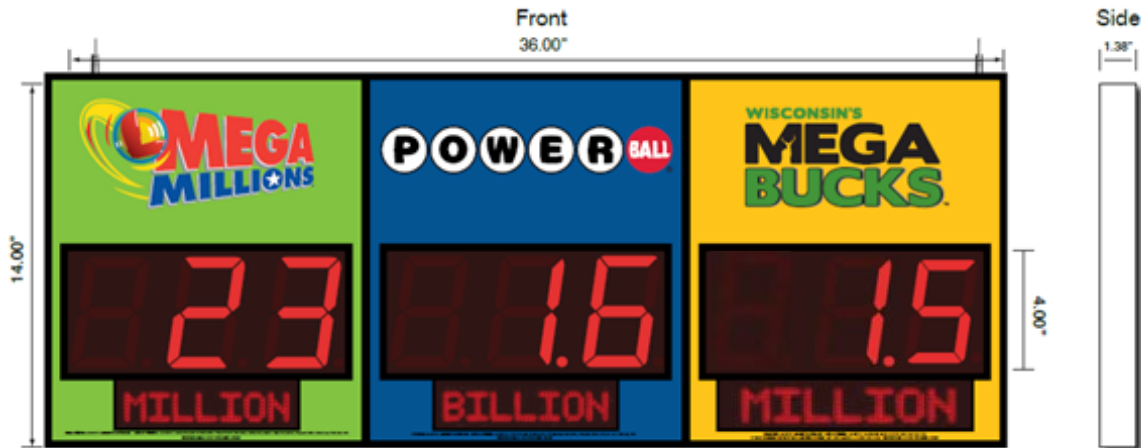 Front
36.00"
Side
1.38"
14.00"
MEGA
MILLIONS
POWER BALL
WISCONSIN'S
MEGA
BUCKS
23
1.6
1.5
4.00"
MILLION
BILLION
MILLION